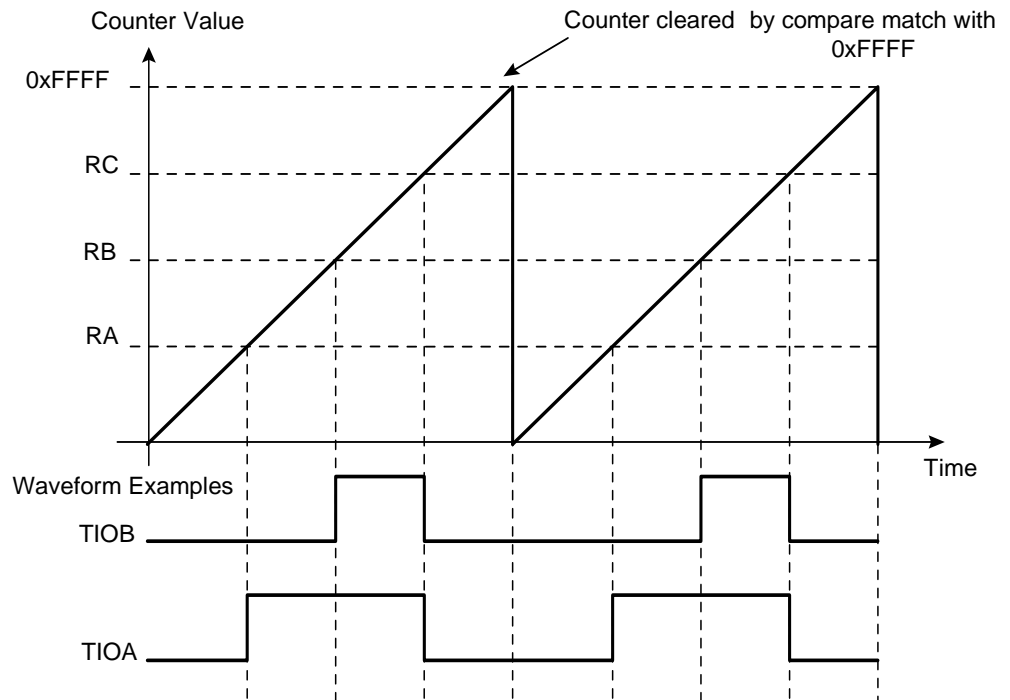 Counter Value
Counter cleared by compare match with
0xFFFF
0xFFFF
RC
RB
RA
Time
Waveform Examples
TIOB
TIOA